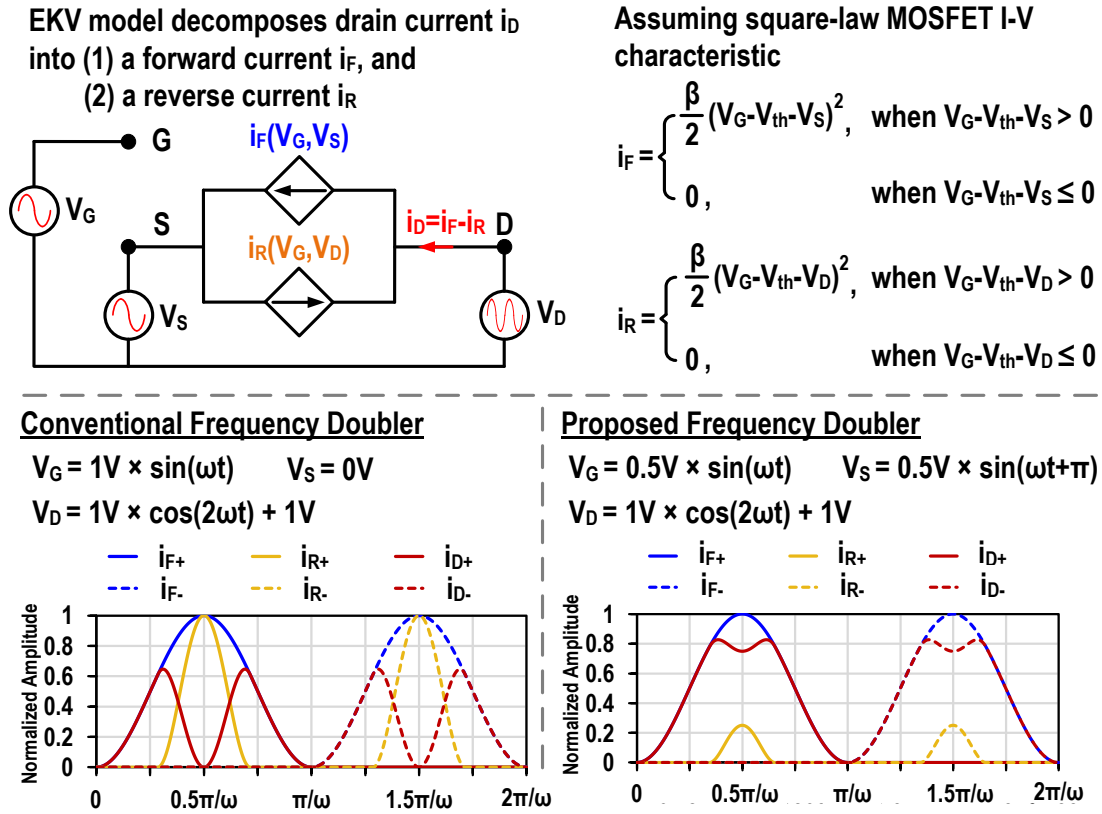 EKV model decomposes drain current iD
into (1) a forward current iF, and
(2) a reverse current iR
G
iF(VG,VS)
VG
S
iD=iF-iR
D
iR(VG,VD)
VS
VD
Assuming square-law MOSFET I-V
characteristic
iF = β/2 (VG-Vth-VS)², when VG-Vth-VS > 0
0, when VG-Vth-VS ≤ 0
iR = β/2 (VG-Vth-VD)², when VG-Vth-VD > 0
0, when VG-Vth-VD ≤ 0
Conventional Frequency Doubler
VG = 1V × sin(ωt) VS = 0V
VD = 1V × cos(2ωt) + 1V
iF+ iR+ iD+
iF- iR- iD-
Normalized Amplitude
1
0.8
0.6
0.4
0.2
0
0 0.5π/ω π/ω 1.5π/ω 2π/ω
Proposed Frequency Doubler
VG = 0.5V × sin(ωt) VS = 0.5V × sin(ωt+π)
VD = 1V × cos(2ωt) + 1V
iF+ iR+ iD+
iF- iR- iD-
Normalized Amplitude
1
0.8
0.6
0.4
0.2
0
0 0.5π/ω π/ω 1.5π/ω 2π/ω